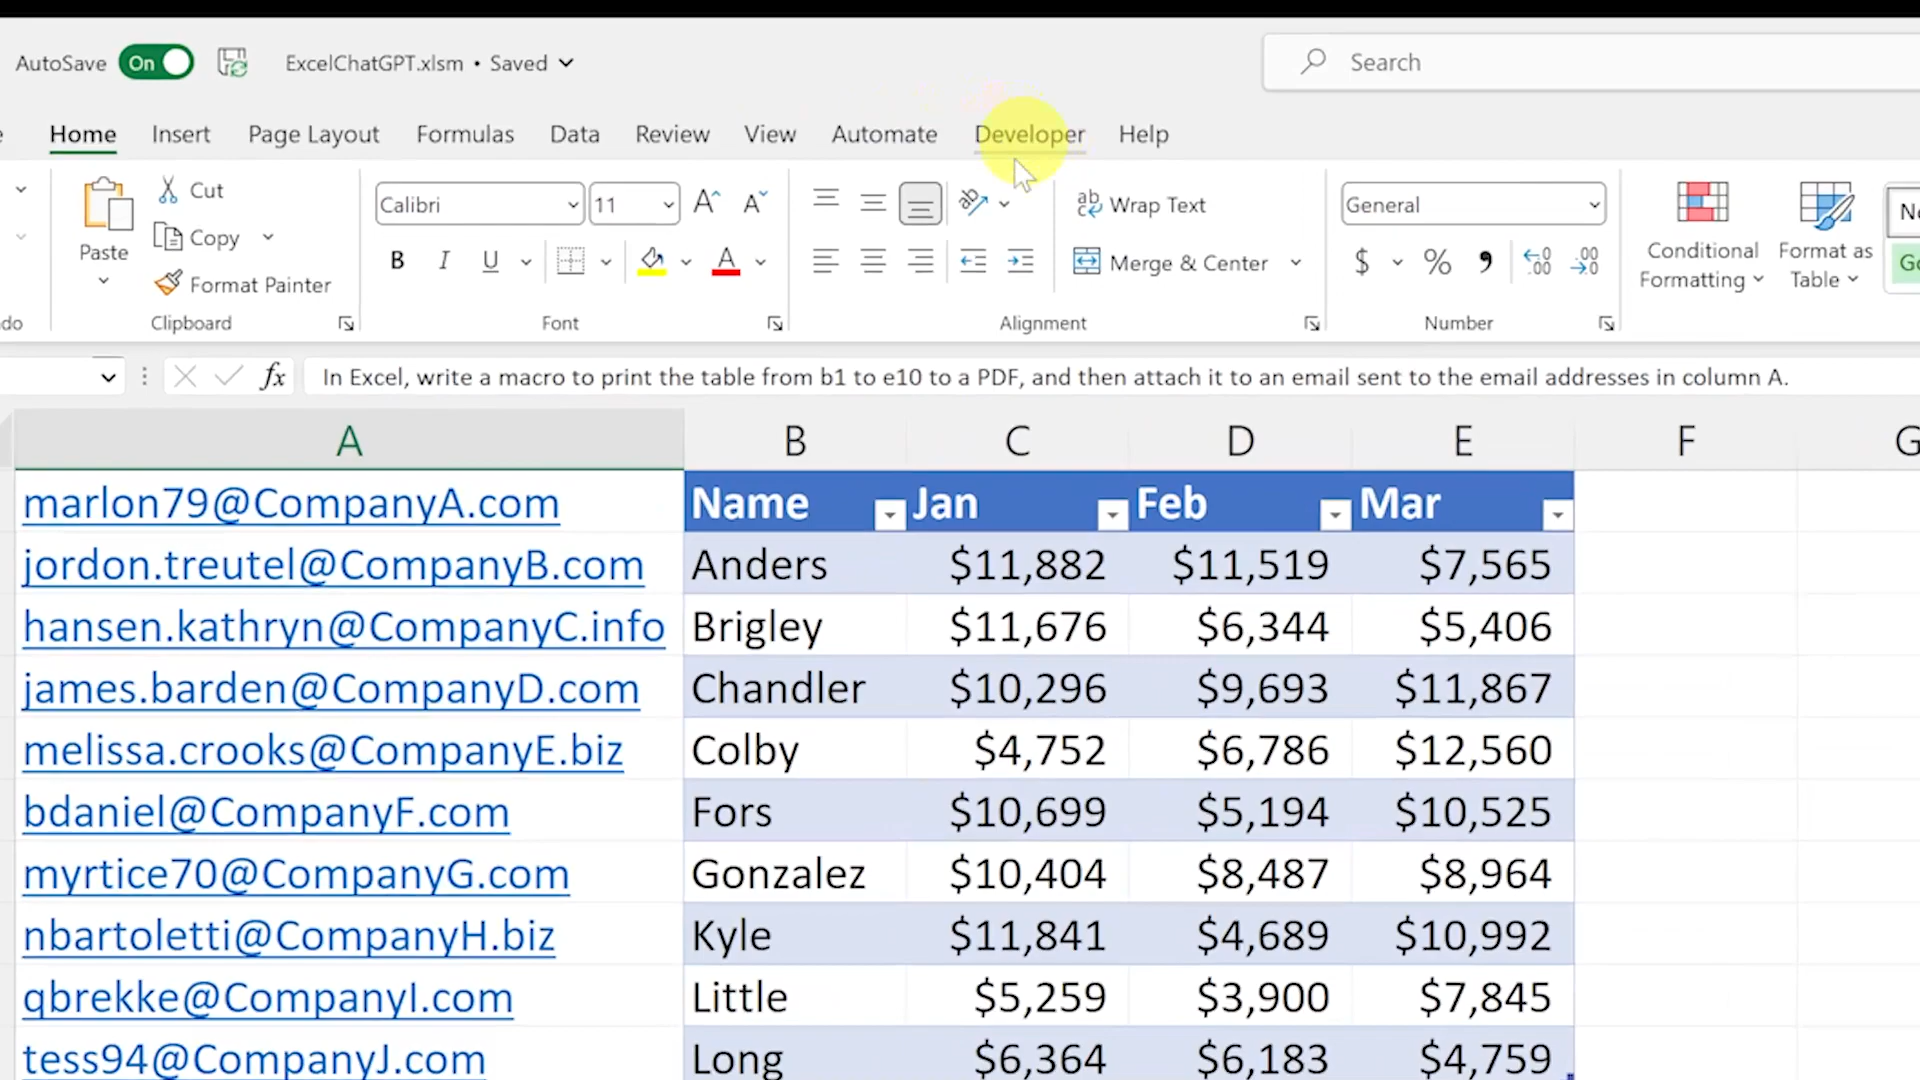 AutoSave On ExcelChatGPT.xlsm • Saved Search
Home Insert Page Layout Formulas Data Review View Automate Developer Help
Paste
Cut
Copy
Format Painter
Clipboard
Calibri 11
B I U A
Font
ab Wrap Text
Merge & Center
Alignment
General
$ % , .00 .00
Number
Conditional Formatting
Format as Table
fx In Excel, write a macro to print the table from b1 to e10 to a PDF, and then attach it to an email sent to the email addresses in column A.
A B C D E F G
marlon79@CompanyA.com Name Jan Feb Mar
jordon.treutel@CompanyB.com Anders $11,882 $11,519 $7,565
hansen.kathryn@CompanyC.info Brigley $11,676 $6,344 $5,406
james.barden@CompanyD.com Chandler $10,296 $9,693 $11,867
melissa.crooks@CompanyE.biz Colby $4,752 $6,786 $12,560
bdaniel@CompanyF.com Fors $10,699 $5,194 $10,525
myrtice70@CompanyG.com Gonzalez $10,404 $8,487 $8,964
nbartoletti@CompanyH.biz Kyle $11,841 $4,689 $10,992
qbrekke@CompanyI.com Little $5,259 $3,900 $7,845
tess94@CompanyJ.com Long $6,364 $6,183 $4,759